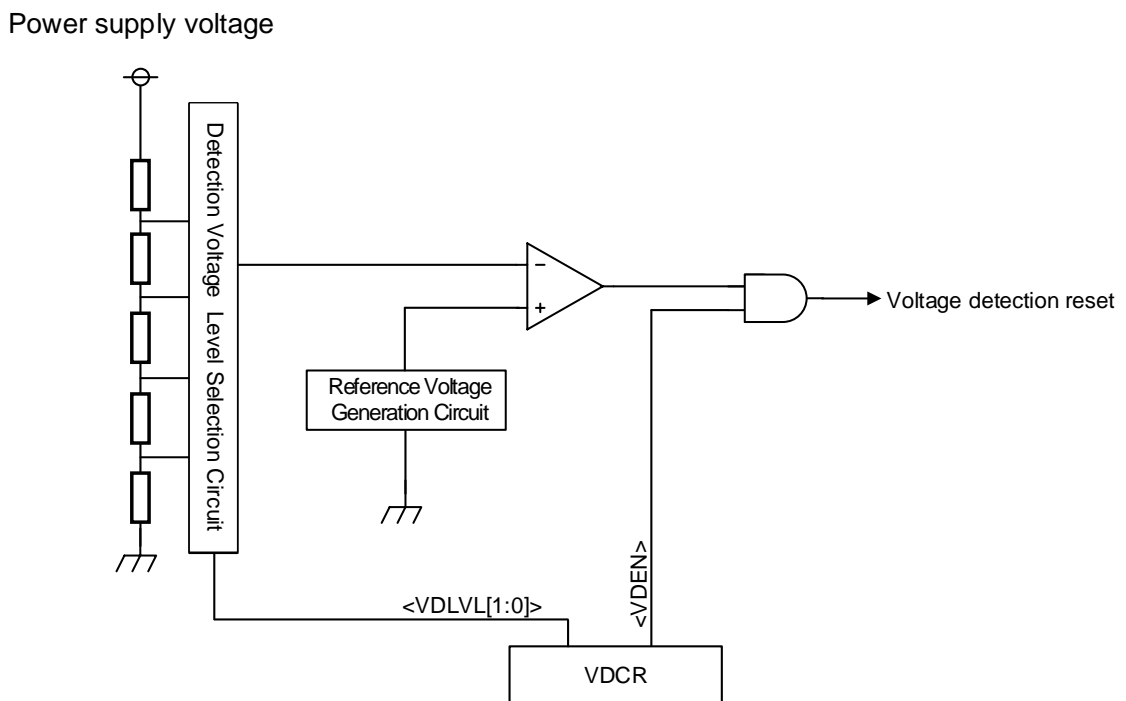 Power supply voltage
Detection Voltage Level Selection Circuit
−
+
Voltage detection reset
Reference Voltage
Generation Circuit
<VDEN>
<VDLVL[1:0]>
VDCR